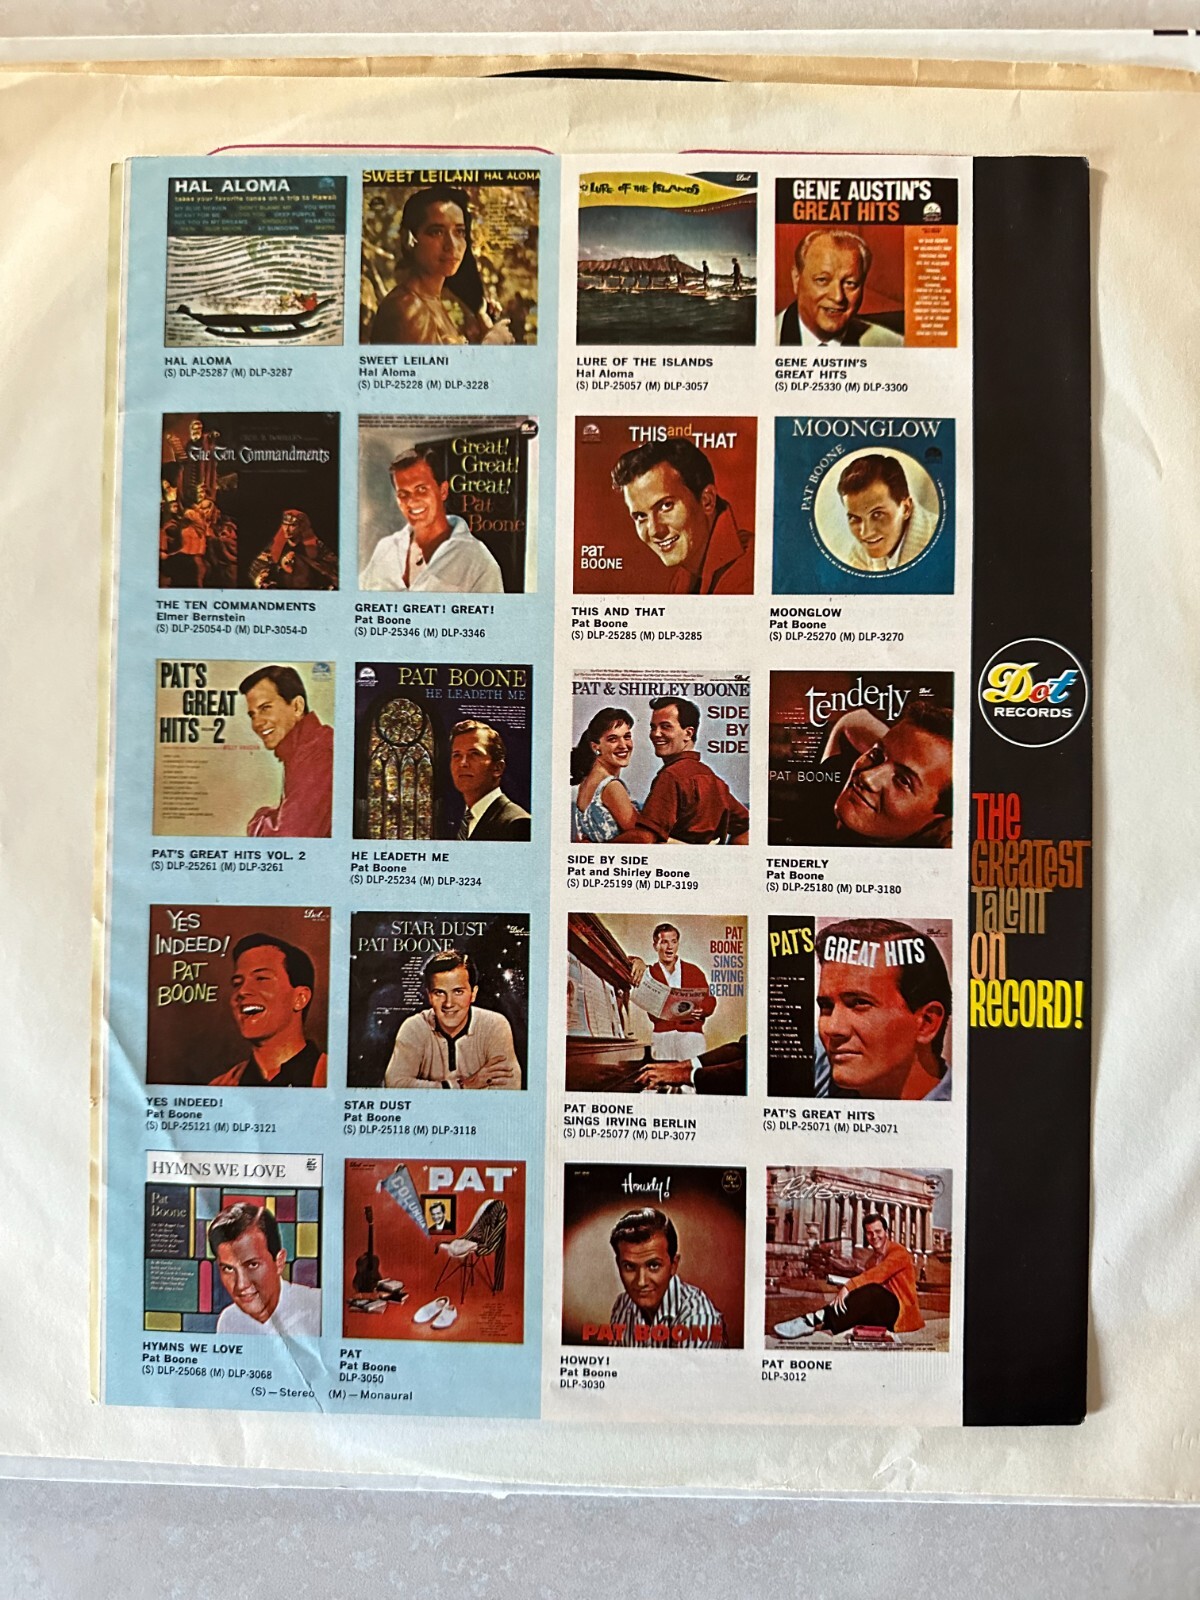 HAL ALOMA
takes your favorite tunes on a trip to Hawaii
HAL ALOMA
(S) DLP-25287 (M) DLP-3287
SWEET LEILANI HAL ALOMA
SWEET LEILANI
Hal Aloma
(S) DLP-25228 (M) DLP-3228
LURE OF THE ISLANDS
Dot
LURE OF THE ISLANDS
Hal Aloma
(S) DLP-25057 (M) DLP-3057
GENE AUSTIN'S
GREAT HITS
GENE AUSTIN'S
GREAT HITS
(S) DLP-25330 (M) DLP-3300
The Ten Commandments
THE TEN COMMANDMENTS
Elmer Bernstein
(S) DLP-25054-D (M) DLP-3054-D
Great!
Great!
Great!
Pat
Boone
GREAT! GREAT! GREAT!
Pat Boone
(S) DLP-25346 (M) DLP-3346
THIS and THAT
PAT
BOONE
THIS AND THAT
Pat Boone
(S) DLP-25285 (M) DLP-3285
MOONGLOW
PAT BOONE
MOONGLOW
Pat Boone
(S) DLP-25270 (M) DLP-3270
PAT'S
GREAT
HITS 2
PAT'S GREAT HITS VOL. 2
(S) DLP-25261 (M) DLP-3261
PAT BOONE
HE LEADETH ME
HE LEADETH ME
Pat Boone
(S) DLP-25234 (M) DLP-3234
PAT & SHIRLEY BOONE
SIDE
BY
SIDE
SIDE BY SIDE
Pat and Shirley Boone
(S) DLP-25199 (M) DLP-3199
tenderly
Dot
PAT BOONE
TENDERLY
Pat Boone
(S) DLP-25180 (M) DLP-3180
Dot
RECORDS
THE
GREATEST
TaLENT
ON
RECORD!
YES
INDEED!
PAT
BOONE
Dot
YES INDEED!
Pat Boone
(S) DLP-25121 (M) DLP-3121
STAR DUST
PAT BOONE
Dot
STAR DUST
Pat Boone
(S) DLP-25118 (M) DLP-3118
PAT
BOONE
SINGS
IRVING
BERLIN
PAT BOONE
SINGS IRVING BERLIN
(S) DLP-25077 (M) DLP-3077
PAT'S GREAT HITS
PAT'S GREAT HITS
(S) DLP-25071 (M) DLP-3071
HYMNS WE LOVE
Pat
Boone
HYMNS WE LOVE
Pat Boone
(S) DLP-25068 (M) DLP-3068
"PAT"
COLUMBIA
PAT
Pat Boone
DLP-3050
Howdy!
PAT BOONE
HOWDY!
Pat Boone
DLP-3030
Pat Boone
PAT BOONE
DLP-3012
(S)—Stereo (M)—Monaural